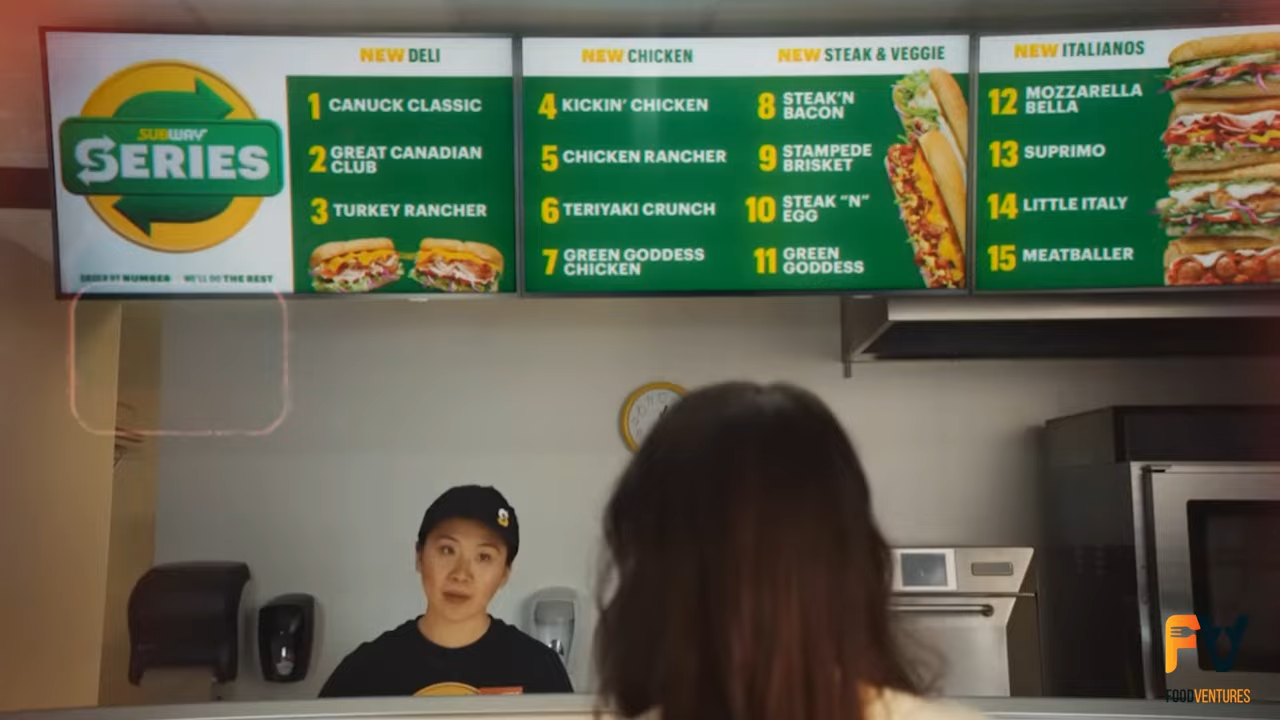 SUBWAY
SERIES
ORDER BY NUMBER WE'LL DO THE REST
NEW DELI
1 CANUCK CLASSIC
2 GREAT CANADIAN
CLUB
3 TURKEY RANCHER
NEW CHICKEN
4 KICKIN' CHICKEN
5 CHICKEN RANCHER
6 TERIYAKI CRUNCH
7 GREEN GODDESS
CHICKEN
NEW STEAK & VEGGIE
8 STEAK'N
BACON
9 STAMPEDE
BRISKET
10 STEAK "N"
EGG
11 GREEN
GODDESS
NEW ITALIANOS
12 MOZZARELLA
BELLA
13 SUPRIMO
14 LITTLE ITALY
15 MEATBALLER
FV
FOODVENTURES